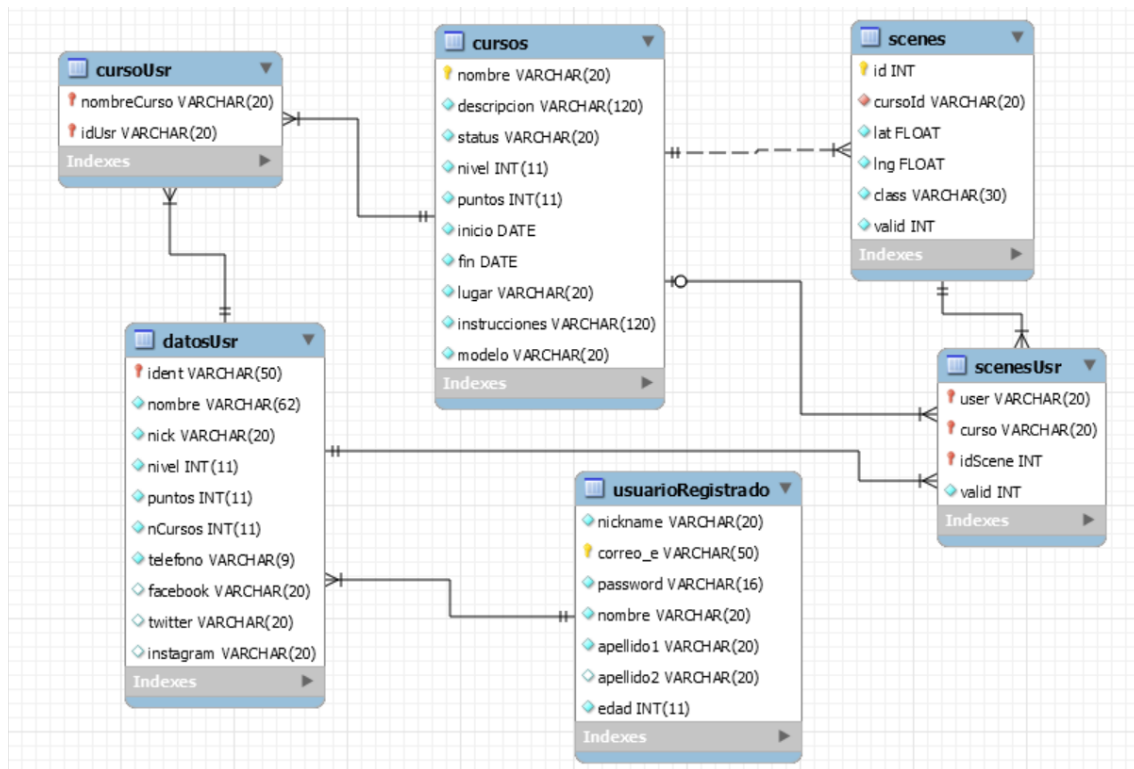 cursoUsr
nombreCurso VARCHAR(20)
idUsr VARCHAR(20)
Indexes
cursos
nombre VARCHAR(20)
descripcion VARCHAR(120)
status VARCHAR(20)
nivel INT(11)
puntos INT(11)
inicio DATE
fin DATE
lugar VARCHAR(20)
instrucciones VARCHAR(120)
modelo VARCHAR(20)
Indexes
scenes
id INT
cursoId VARCHAR(20)
lat FLOAT
lng FLOAT
class VARCHAR(30)
valid INT
Indexes
datosUsr
ident VARCHAR(50)
nombre VARCHAR(62)
nick VARCHAR(20)
nivel INT(11)
puntos INT(11)
nCursos INT(11)
telefono VARCHAR(9)
facebook VARCHAR(20)
twitter VARCHAR(20)
instagram VARCHAR(20)
Indexes
scenesUsr
user VARCHAR(20)
curso VARCHAR(20)
idScene INT
valid INT
Indexes
usuarioRegistrado
nickname VARCHAR(20)
correo_e VARCHAR(50)
password VARCHAR(16)
nombre VARCHAR(20)
apellido1 VARCHAR(20)
apellido2 VARCHAR(20)
edad INT(11)
Indexes